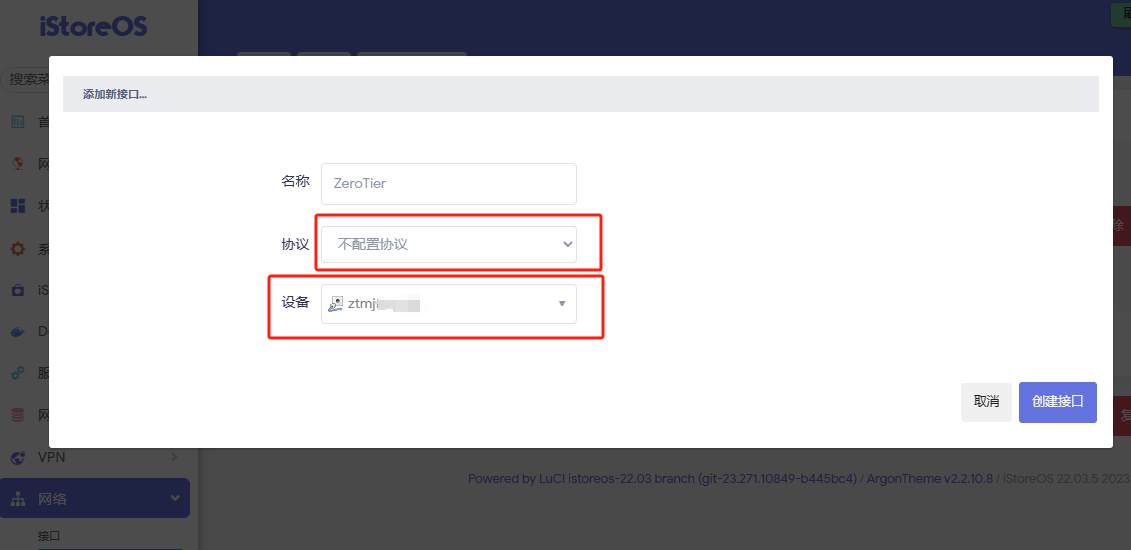 iStoreOS
搜索菜
添加新接口...
首
网
名称
ZeroTier
状
协议
不配置协议
除
系
iS
设备
ztmj
Do
服
取消
创建接口
网
复
VPN
Powered by LuCI istoreos-22.03 branch (git-23.271.10849-b445bc4) / ArgonTheme v2.2.10.8 / iStoreOS 22.03.5 2023
网络
接口